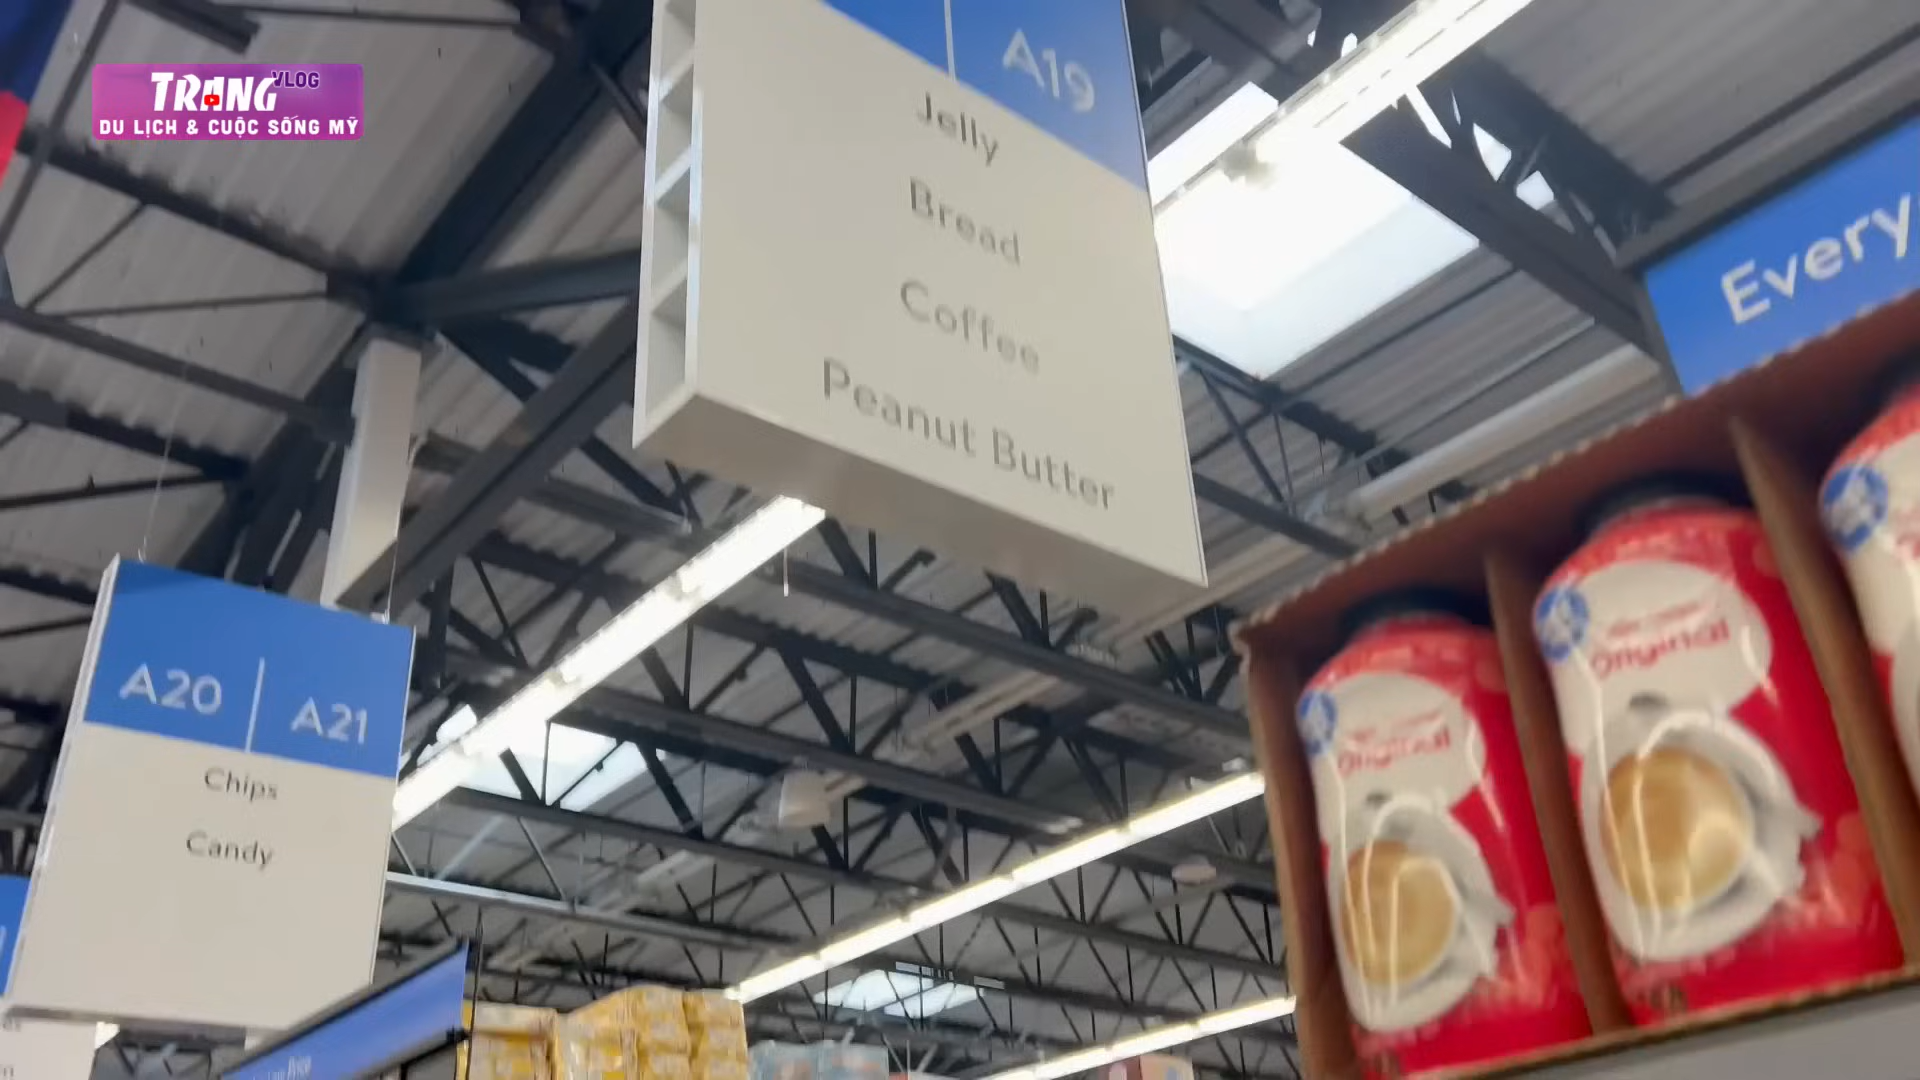 TRANG VLOG
DU LỊCH & CUỘC SỐNG MỸ
A19
Jelly
Bread
Coffee
Peanut Butter
Every
A20
A21
Chips
Candy
Original
Original